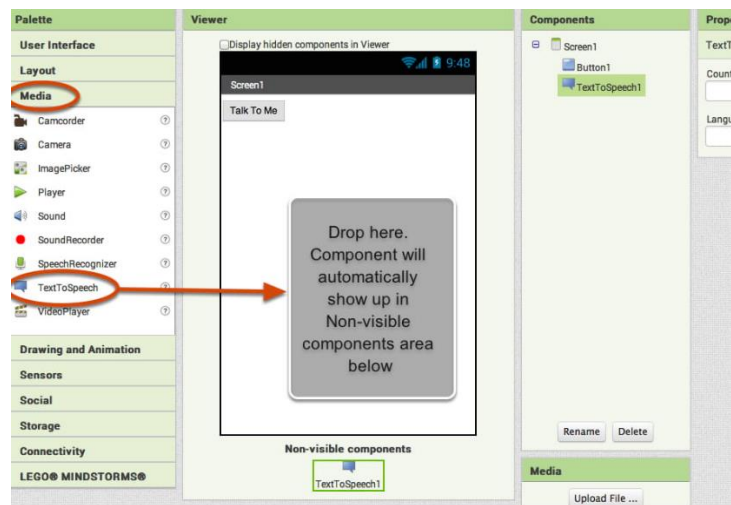 Palette
User Interface
Layout
Media
Camcorder
Camera
ImagePicker
Player
Sound
SoundRecorder
SpeechRecognizer
TextToSpeech
VideoPlayer
Drawing and Animation
Sensors
Social
Storage
Connectivity
LEGO® MINDSTORMS®
Viewer
Display hidden components in Viewer
9:48
Screen1
Talk To Me
Drop here.
Component will
automatically
show up in
Non-visible
components area
below
Non-visible components
TextToSpeech1
Components
Screen1
Button1
TextToSpeech1
Rename Delete
Media
Upload File ...
Prope
TextT
Count
Langu